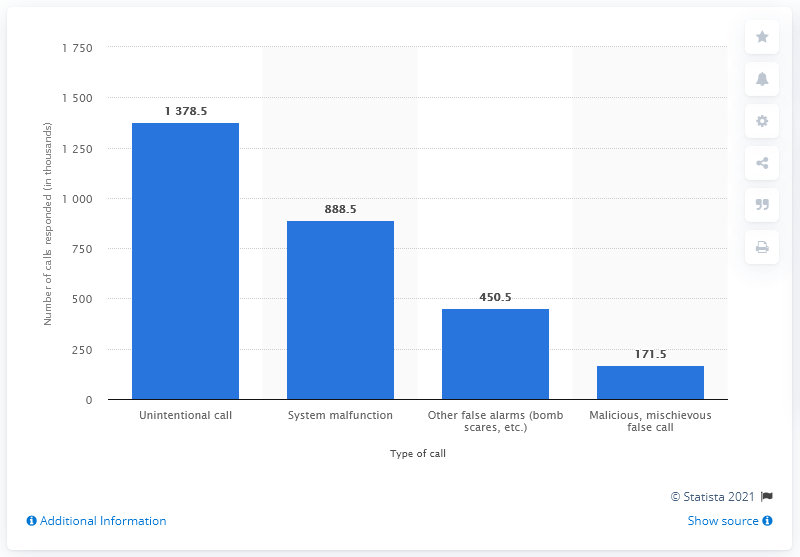 1 750
1 500
1 250
1 000
750
500
250
0
Number of calls responded (in thousands)
1 378.5
888.5
450.5
171.5
Unintentional call
System malfunction
Other false alarms (bomb
scares, etc.)
Malicious, mischievous
false call
Type of call
© Statista 2021
Additional Information
Show source